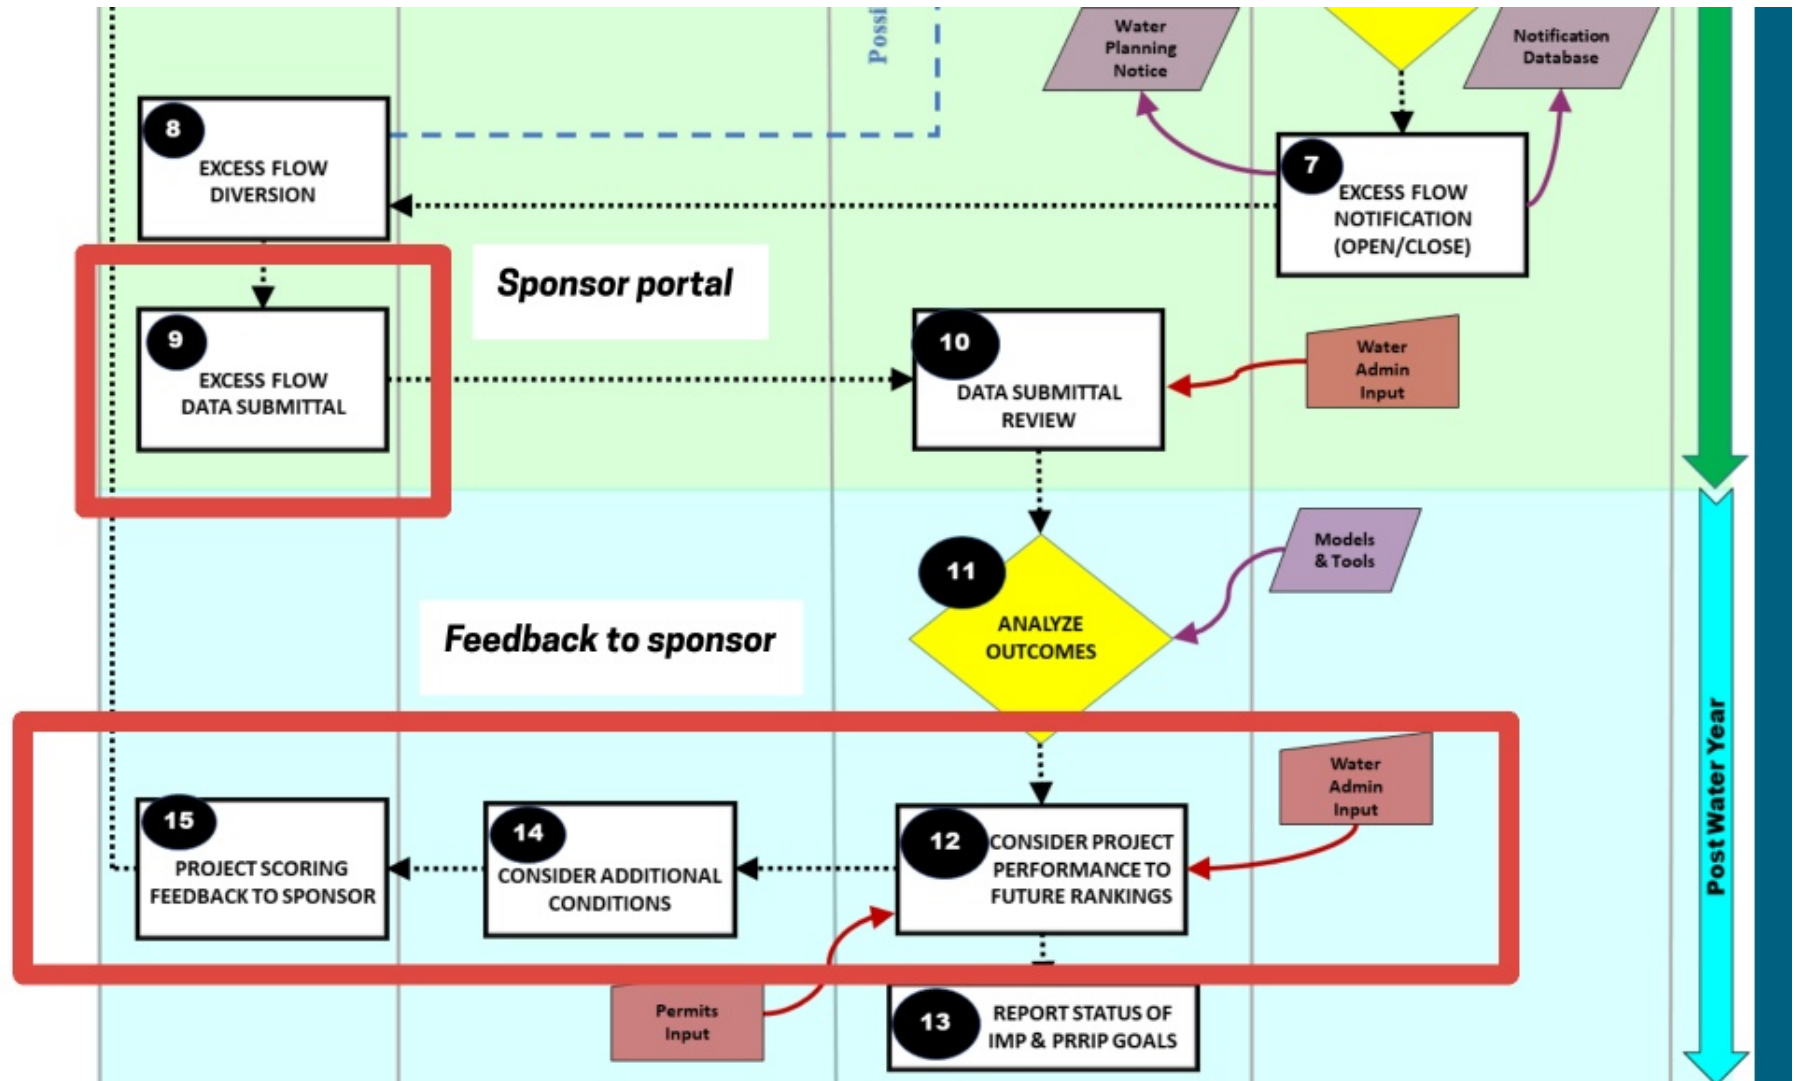 Possi
Water
Planning
Notice
Notification
Database
8
EXCESS FLOW
DIVERSION
7
EXCESS FLOW
NOTIFICATION
(OPEN/CLOSE)
Sponsor portal
9
EXCESS FLOW
DATA SUBMITTAL
10
DATA SUBMITTAL
REVIEW
Water
Admin
Input
11
ANALYZE
OUTCOMES
Models
& Tools
Feedback to sponsor
15
PROJECT SCORING
FEEDBACK TO SPONSOR
14
CONSIDER ADDITIONAL
CONDITIONS
12
CONSIDER PROJECT
PERFORMANCE TO
FUTURE RANKINGS
Water
Admin
Input
Post Water Year
Permits
Input
13
REPORT STATUS OF
IMP & PRRIP GOALS